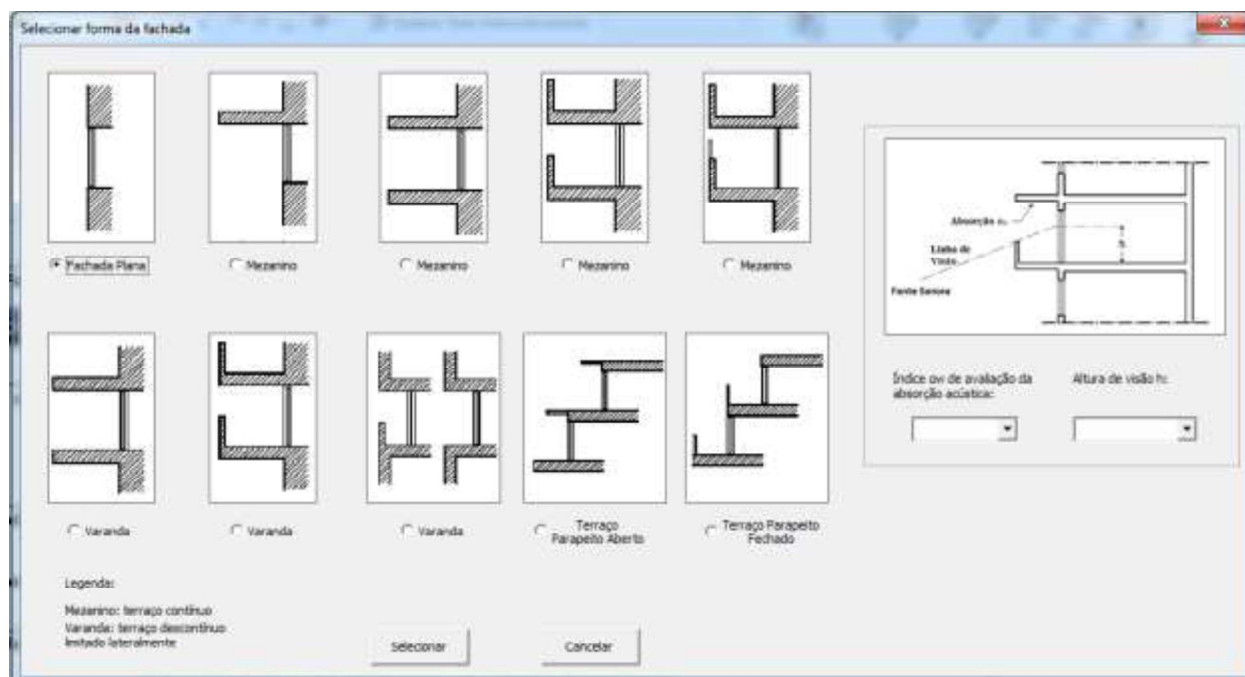 Selecionar forma da fachada
Fachada Plana
Mezanino
Mezanino
Mezanino
Mezanino
Absorção αw
Linha de
Visão
h
Fonte Sonora
Índice αw de avaliação da
absorção acústica:
Altura de visão h:
Varanda
Varanda
Varanda
Terraço
Parapeito Aberto
Terraço Parapeito
Fechado
Legenda:
Mezanino: terraço contínuo
Varanda: terraço descontínuo
limitado lateralmente
Selecionar
Cancelar